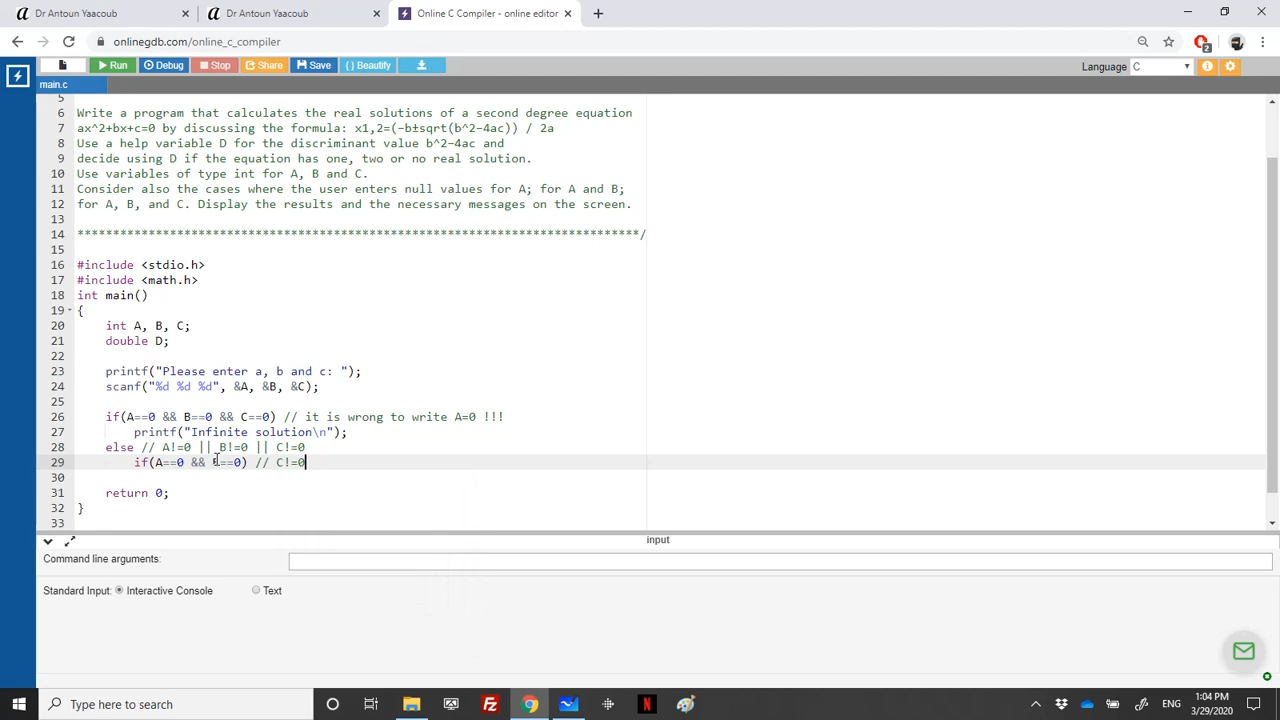 Dr Antoun Yaacoub
Dr Antoun Yaacoub
Online C Compiler - online editor
onlinegdb.com/online_c_compiler
2
Run
Debug
Stop
Share
Save
{ } Beautify
Language C
main.c
5
6 Write a program that calculates the real solutions of a second degree equation
7 ax^2+bx+c=0 by discussing the formula: x1,2=(-b±sqrt(b^2-4ac)) / 2a
8 Use a help variable D for the discriminant value b^2-4ac and
9 decide using D if the equation has one, two or no real solution.
10 Use variables of type int for A, B and C.
11 Consider also the cases where the user enters null values for A; for A and B;
12 for A, B, and C. Display the results and the necessary messages on the screen.
13
14 *******************************************************************************/
15
16 #include <stdio.h>
17 #include <math.h>
18 int main()
19 {
20 int A, B, C;
21 double D;
22
23 printf("Please enter a, b and c: ");
24 scanf("%d %d %d", &A, &B, &C);
25
26 if(A==0 && B==0 && C==0) // it is wrong to write A=0 !!!
27 printf("Infinite solution\n");
28 else // A!=0 || B!=0 || C!=0
29 if(A==0 && ==0) // C!=0
30
31 return 0;
32 }
33
input
Command line arguments:
Standard Input: Interactive Console Text
Type here to search
ENG
1:04 PM
3/29/2020